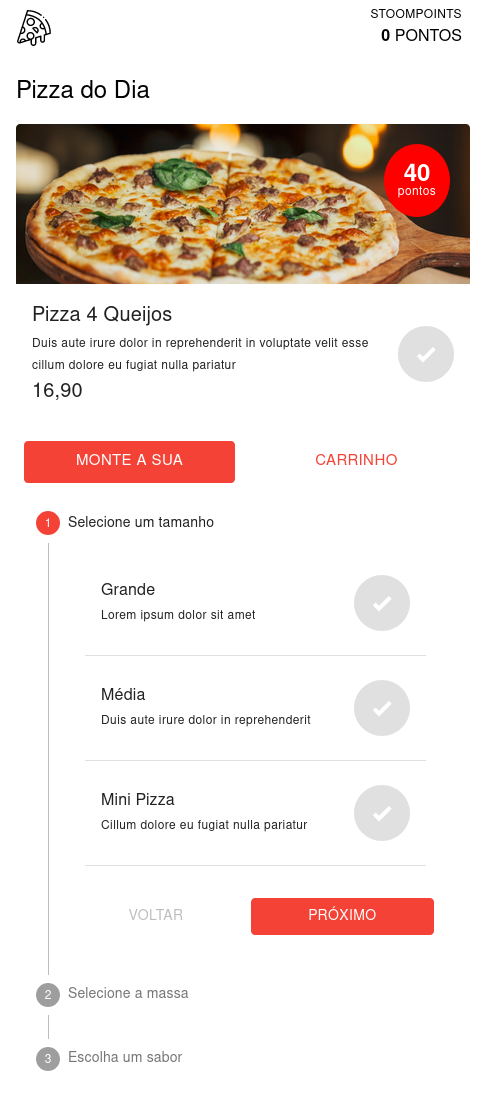 STOOMPOINTS
0 PONTOS
Pizza do Dia
40
pontos
Pizza 4 Queijos
Duis aute irure dolor in reprehenderit in voluptate velit esse
cillum dolore eu fugiat nulla pariatur
16,90
MONTE A SUA
CARRINHO
1 Selecione um tamanho
Grande
Lorem ipsum dolor sit amet
Média
Duis aute irure dolor in reprehenderit
Mini Pizza
Cillum dolore eu fugiat nulla pariatur
VOLTAR
PRÓXIMO
2 Selecione a massa
3 Escolha um sabor